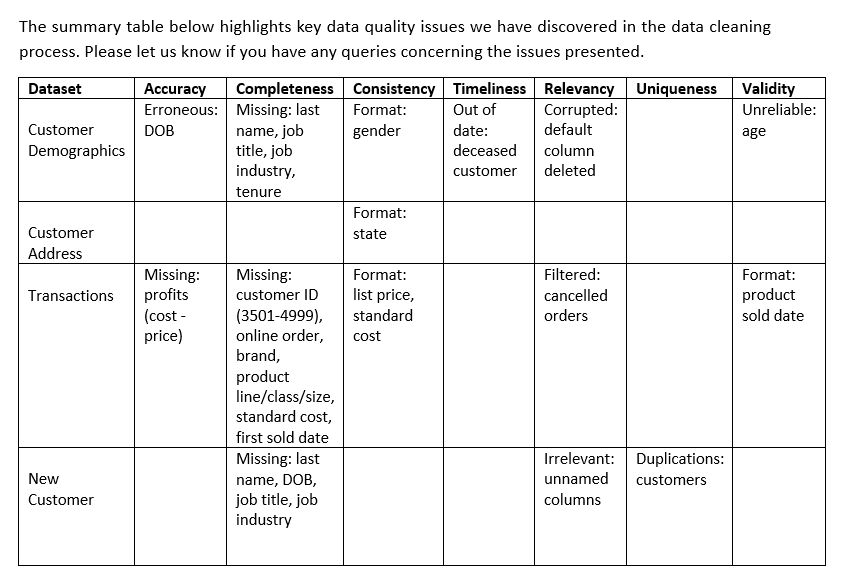 The summary table below highlights key data quality issues we have discovered in the data cleaning
process. Please let us know if you have any queries concerning the issues presented.
Dataset Accuracy Completeness Consistency Timeliness Relevancy Uniqueness Validity
Customer
Demographics
Erroneous:
DOB
Missing: last
name, job
title, job
industry,
tenure
Format:
gender
Out of
date:
deceased
customer
Corrupted:
default
column
deleted
Unreliable:
age
Customer
Address
Format:
state
Transactions
Missing:
profits
(cost -
price)
Missing:
customer ID
(3501-4999),
online order,
brand,
product
line/class/size,
standard cost,
first sold date
Format:
list price,
standard
cost
Filtered:
cancelled
orders
Format:
product
sold date
New
Customer
Missing: last
name, DOB,
job title, job
industry
Irrelevant:
unnamed
columns
Duplications:
customers